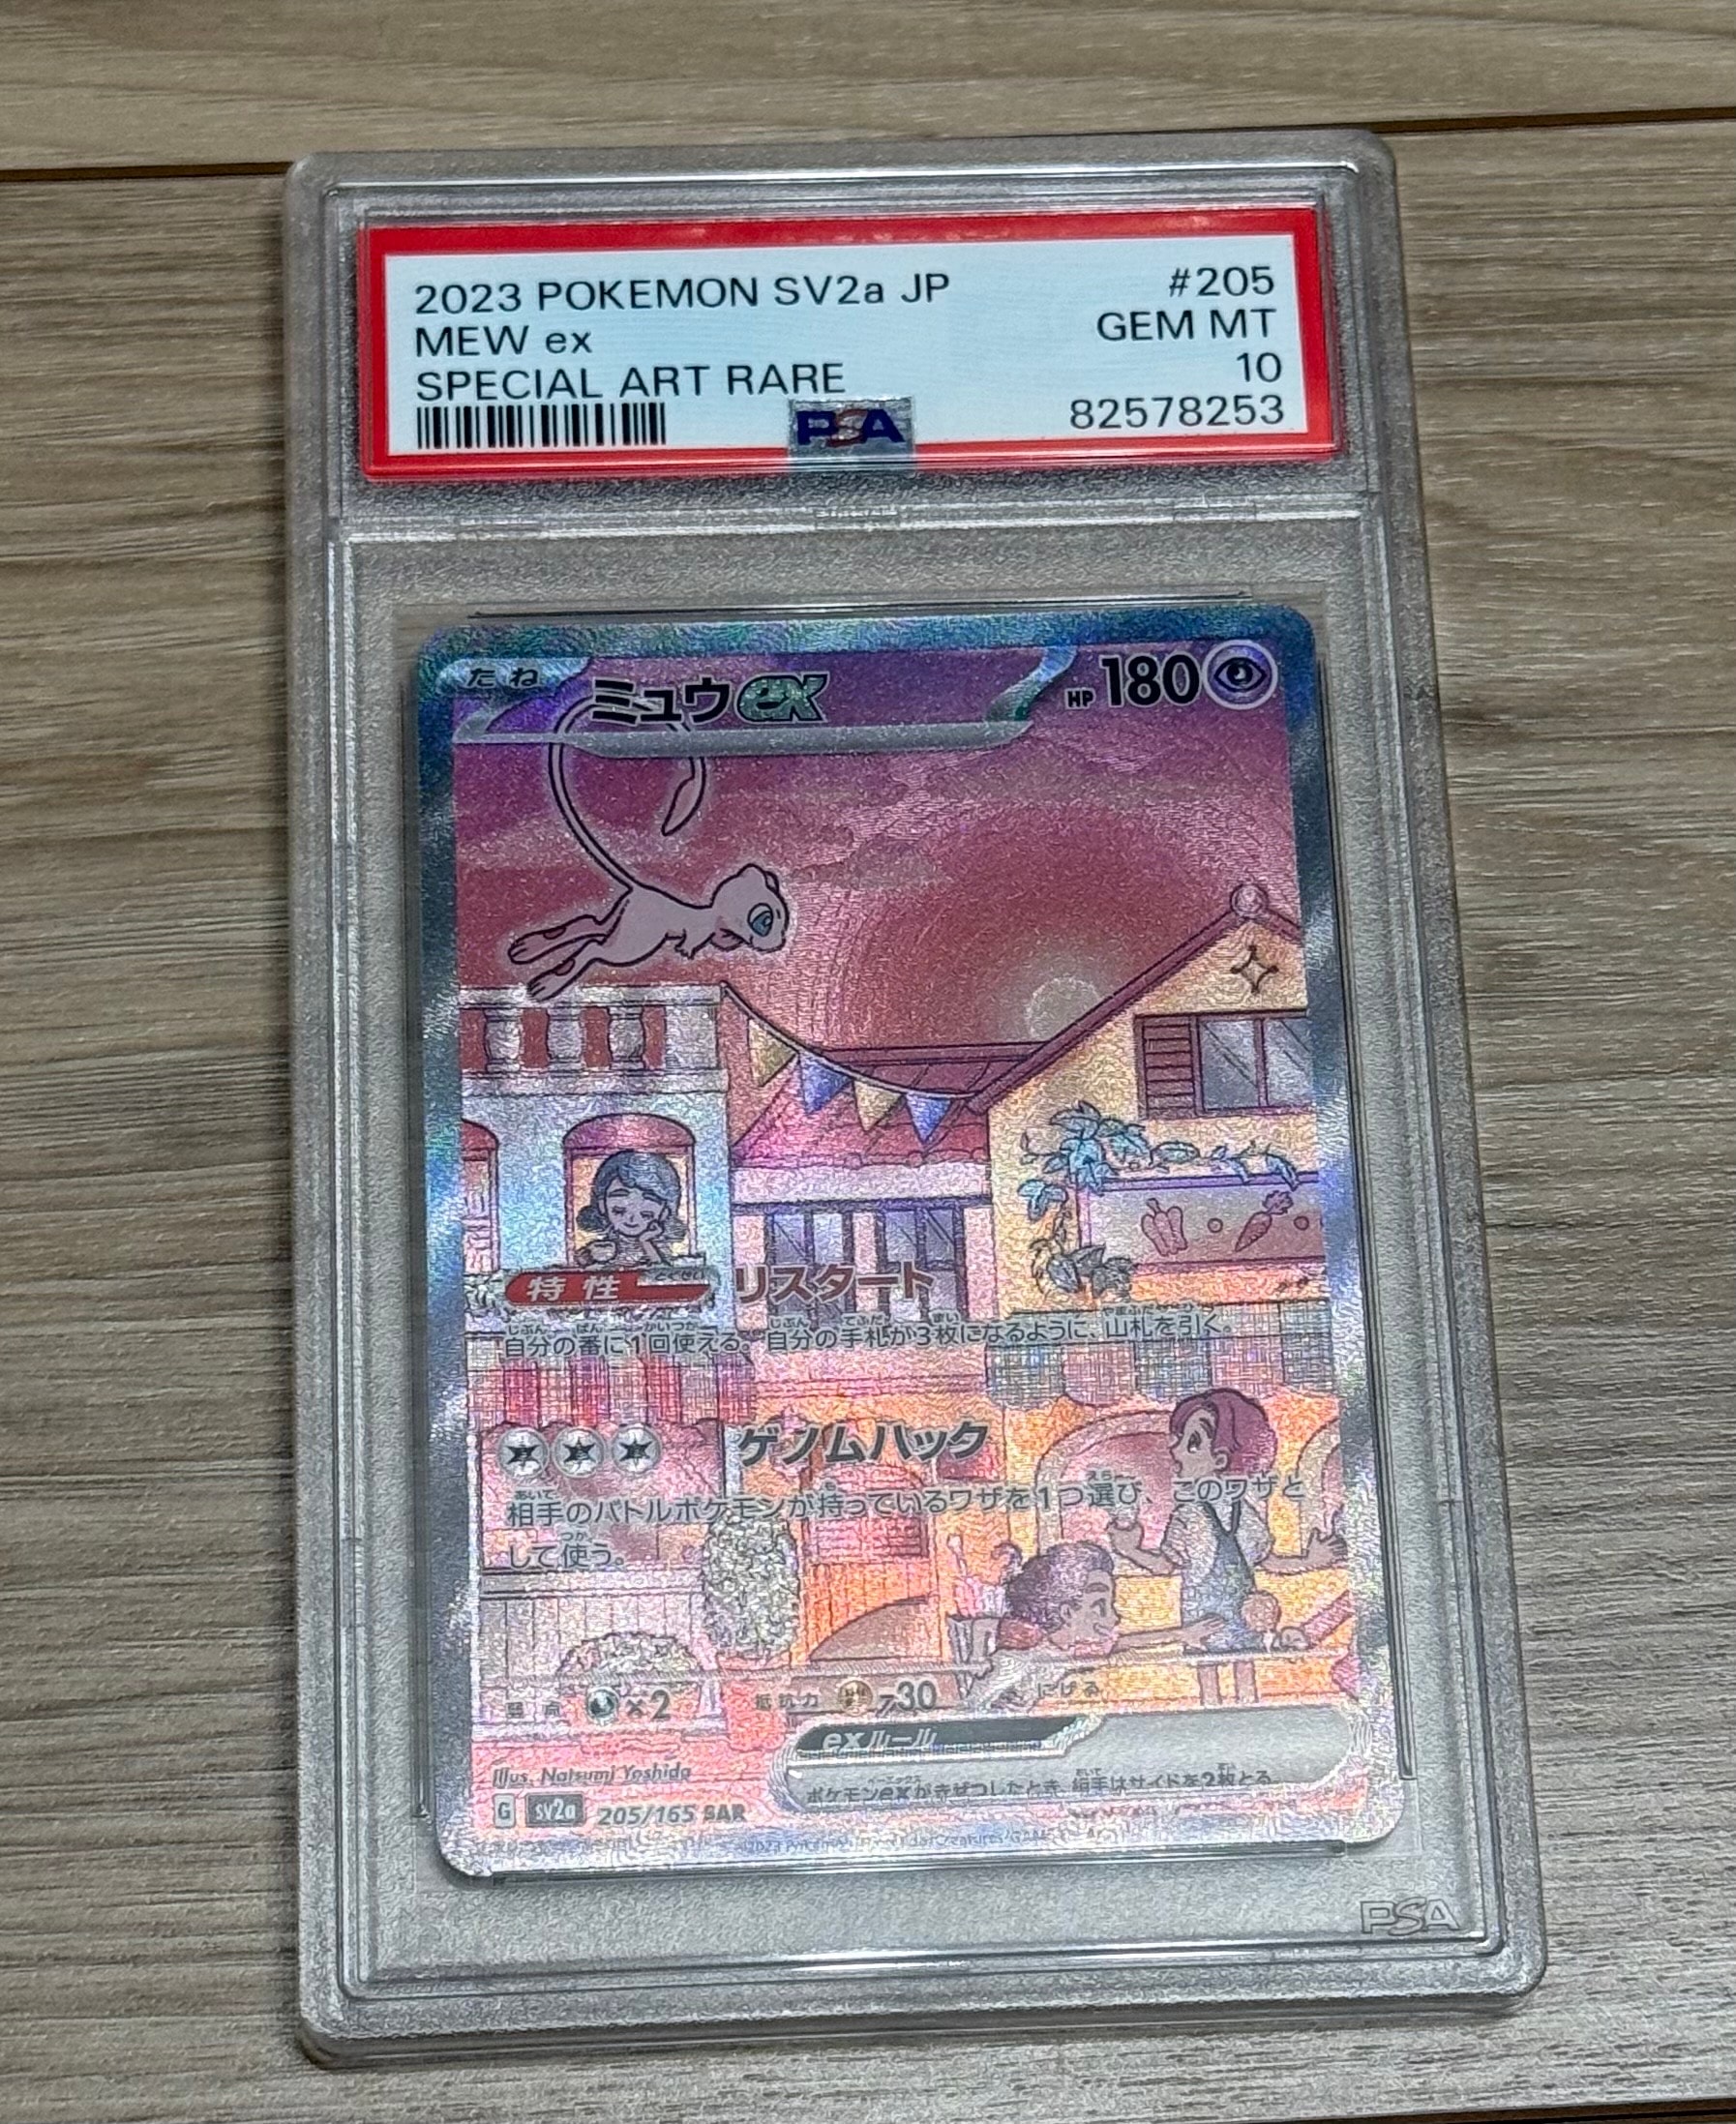 2023 POKEMON SV2a JP #205
MEW ex GEM MT
SPECIAL ART RARE 10
PSA 82578253
たね ミュウex HP 180
特性 リスタート
自分の番に1回使える。自分の手札が3枚になるように、山札を引く。
ゲノムハック
相手のバトルポケモンが持っているワザを1つ選び、このワザと
して使う。
弱点 ×2 抵抗力 -30 にげる
exルール
ポケモンexがきぜつしたとき、相手はサイドを2枚とる。
Illus. Natsumi Yoshida
G sv2a 205/165 SAR
PSA